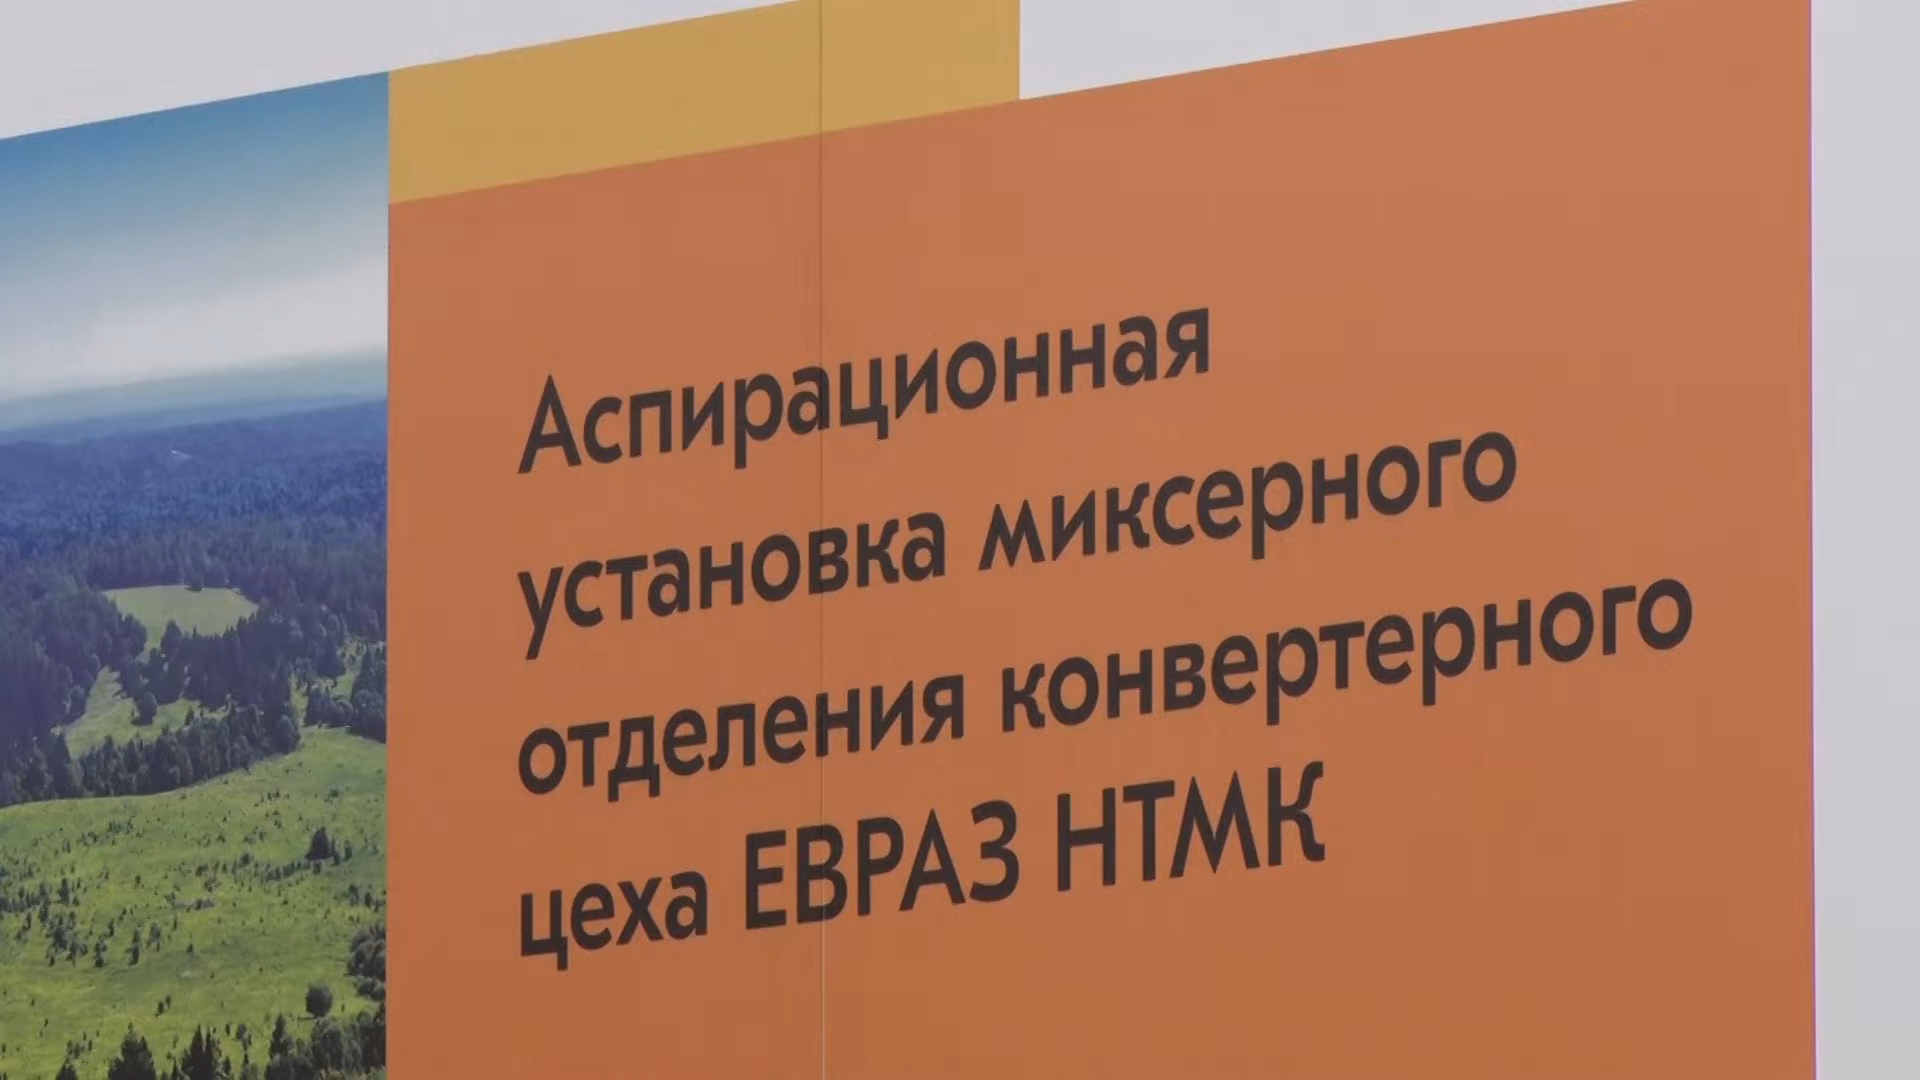 Аспирационная
установка миксерного
отделения конвертерного
цеха ЕВРАЗ НТМК